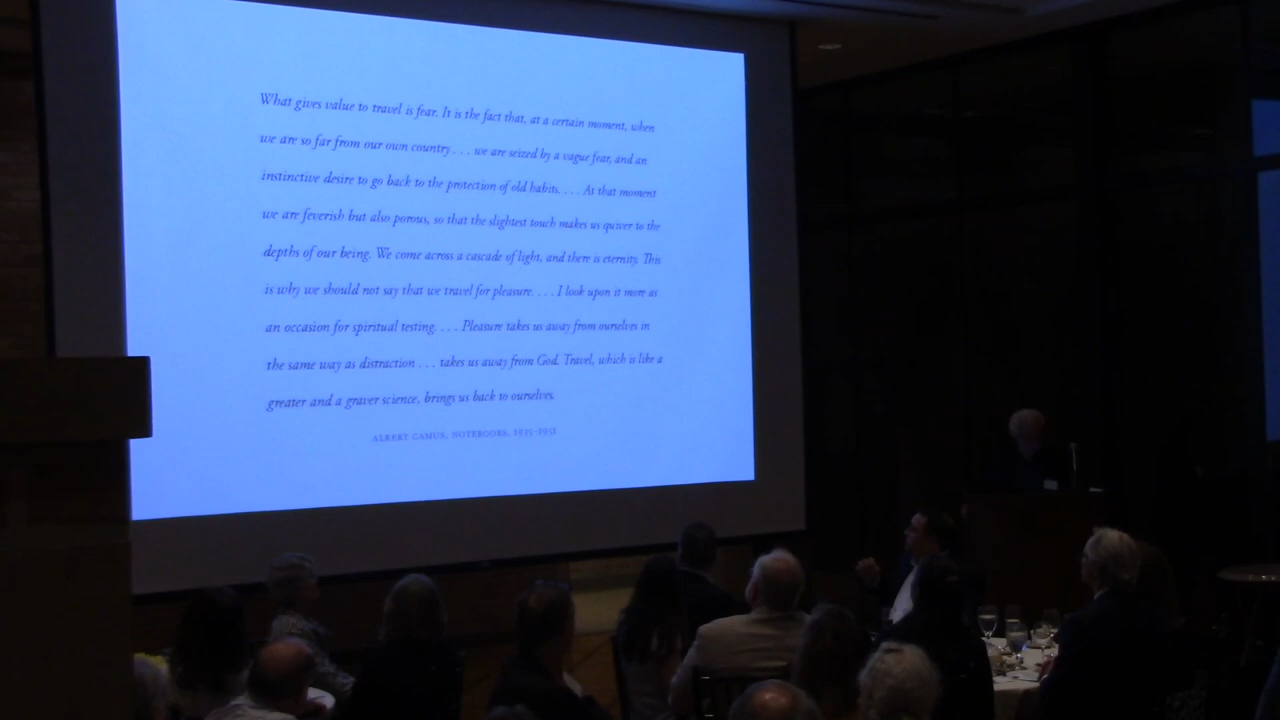 What gives value to travel is fear. It is the fact that, at a certain moment, when
we are so far from our own country . . . we are seized by a vague fear, and an
instinctive desire to go back to the protection of old habits. . . . At that moment
we are feverish but also porous, so that the slightest touch makes us quiver to the
depths of our being. We come across a cascade of light, and there is eternity. This
is why we should not say that we travel for pleasure. . . . I look upon it more as
an occasion for spiritual testing. . . . Pleasure takes us away from ourselves in
the same way as distraction . . . takes us away from God. Travel, which is like a
greater and a graver science, brings us back to ourselves.
ALBERT CAMUS, NOTEBOOKS, 1935–1951